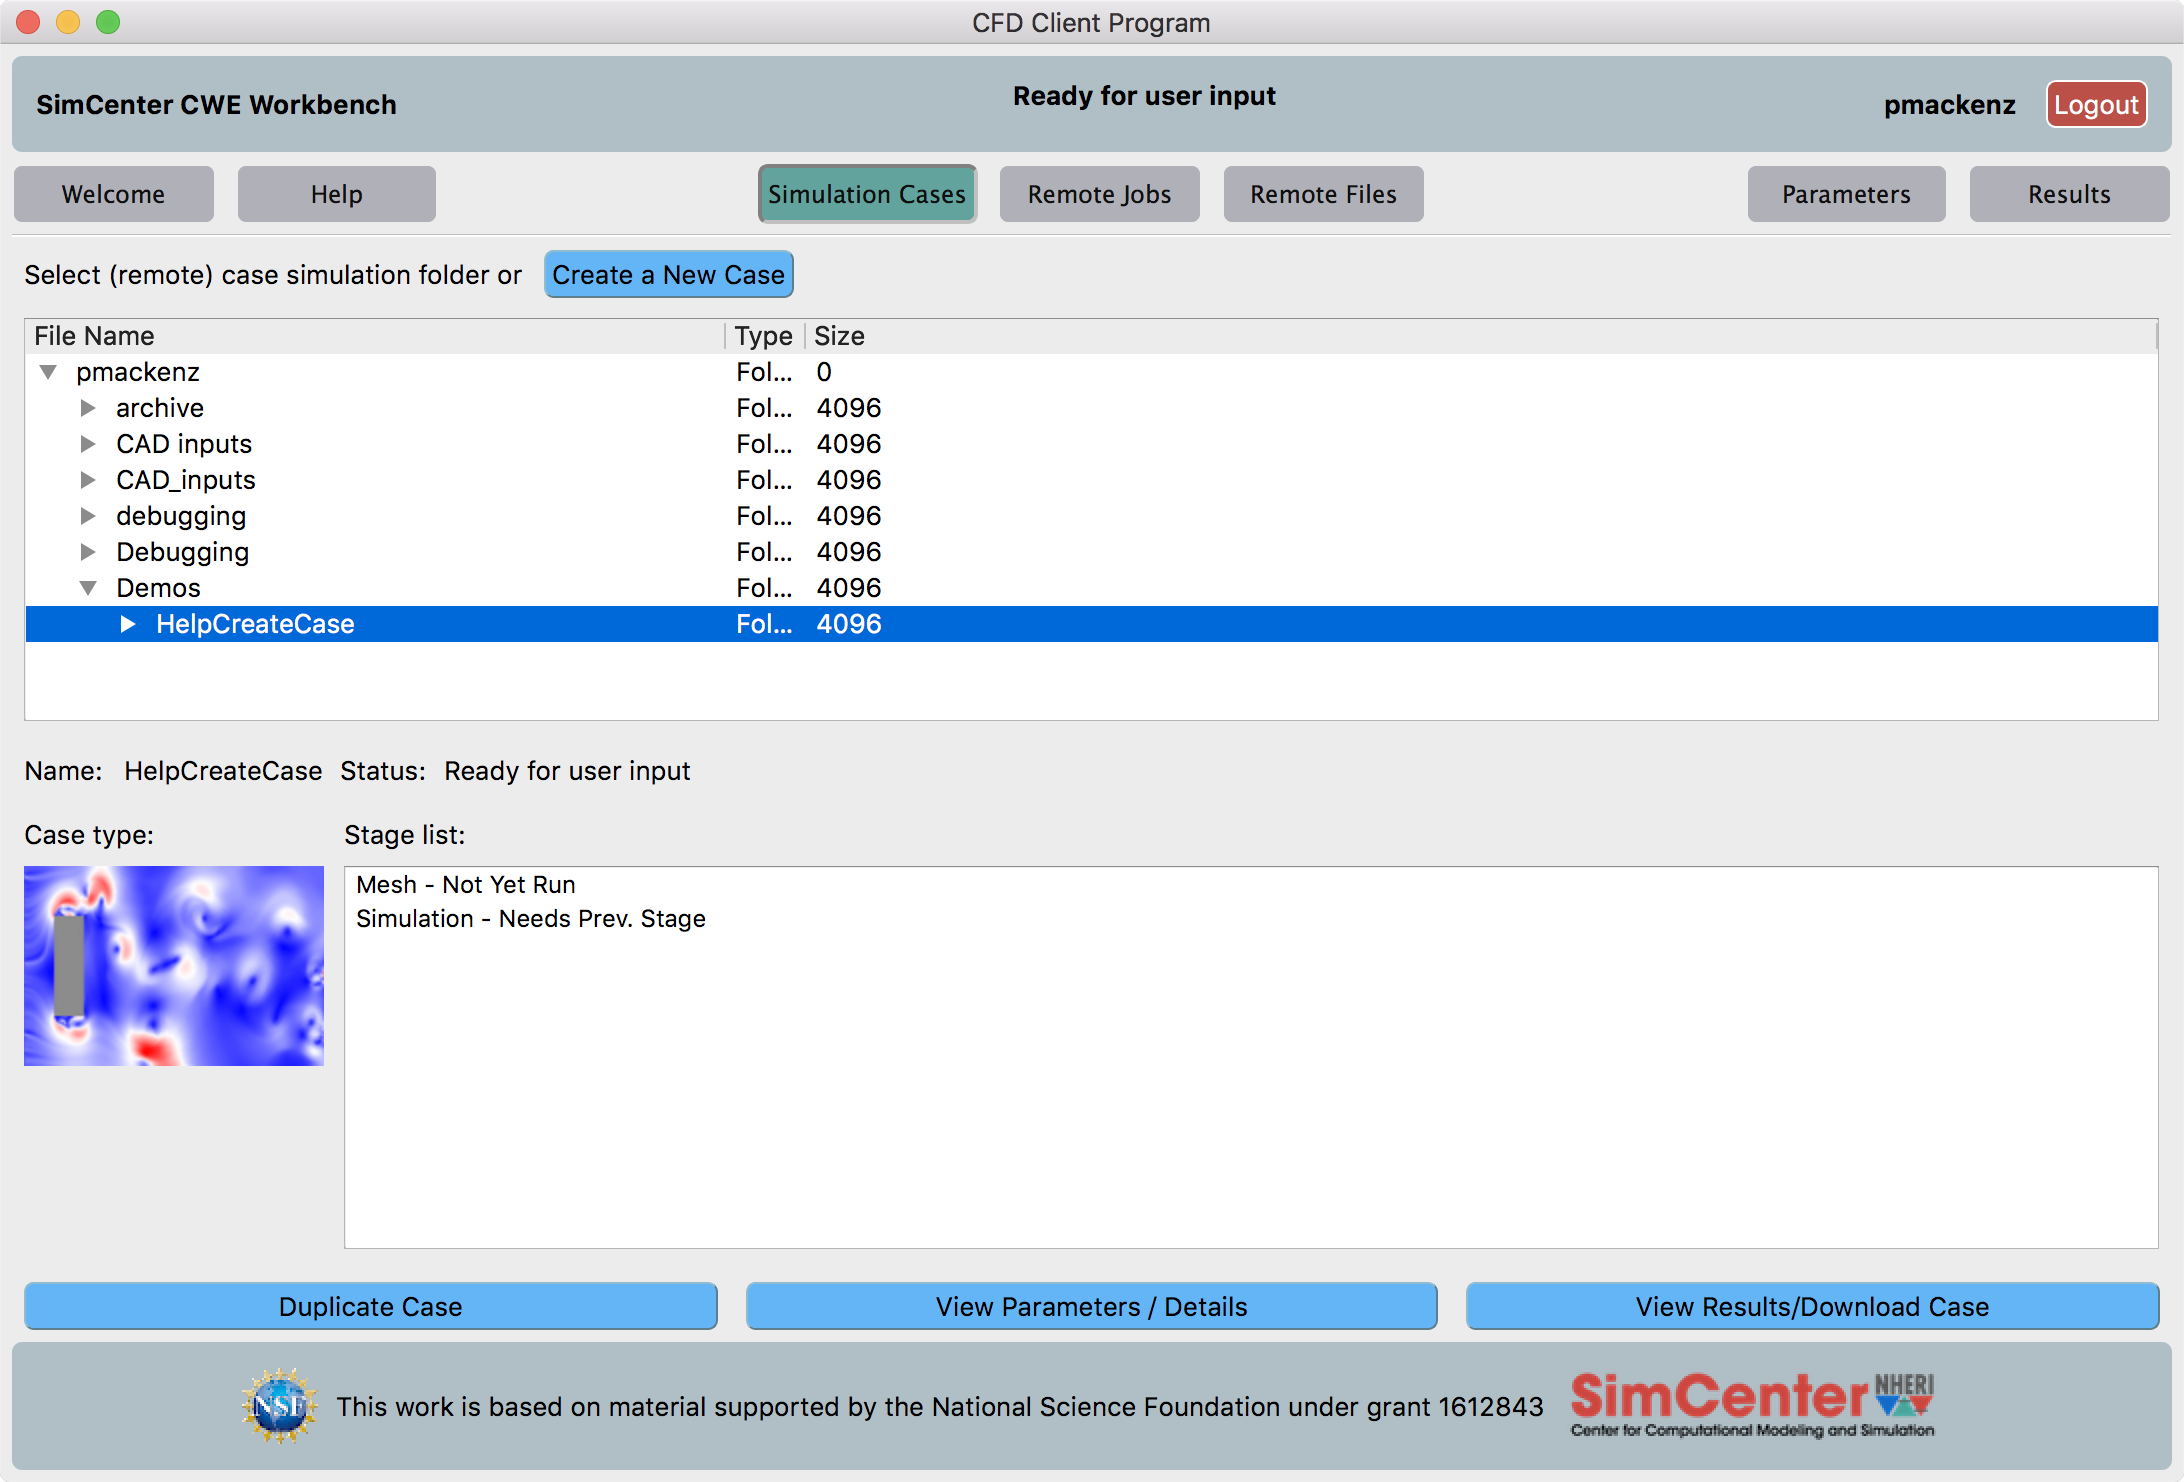 CFD Client Program
SimCenter CWE Workbench
Ready for user input
pmackenz
Logout
Welcome
Help
Simulation Cases
Remote Jobs
Remote Files
Parameters
Results
Select (remote) case simulation folder or
Create a New Case
File Name Type Size
pmackenz Fol... 0
archive Fol... 4096
CAD inputs Fol... 4096
CAD_inputs Fol... 4096
debugging Fol... 4096
Debugging Fol... 4096
Demos Fol... 4096
HelpCreateCase Fol... 4096
Name: HelpCreateCase Status: Ready for user input
Case type:
Stage list:
Mesh - Not Yet Run
Simulation - Needs Prev. Stage
Duplicate Case
View Parameters / Details
View Results/Download Case
NSF
This work is based on material supported by the National Science Foundation under grant 1612843
SimCenter NHERI
Center for Computational Modeling and Simulation